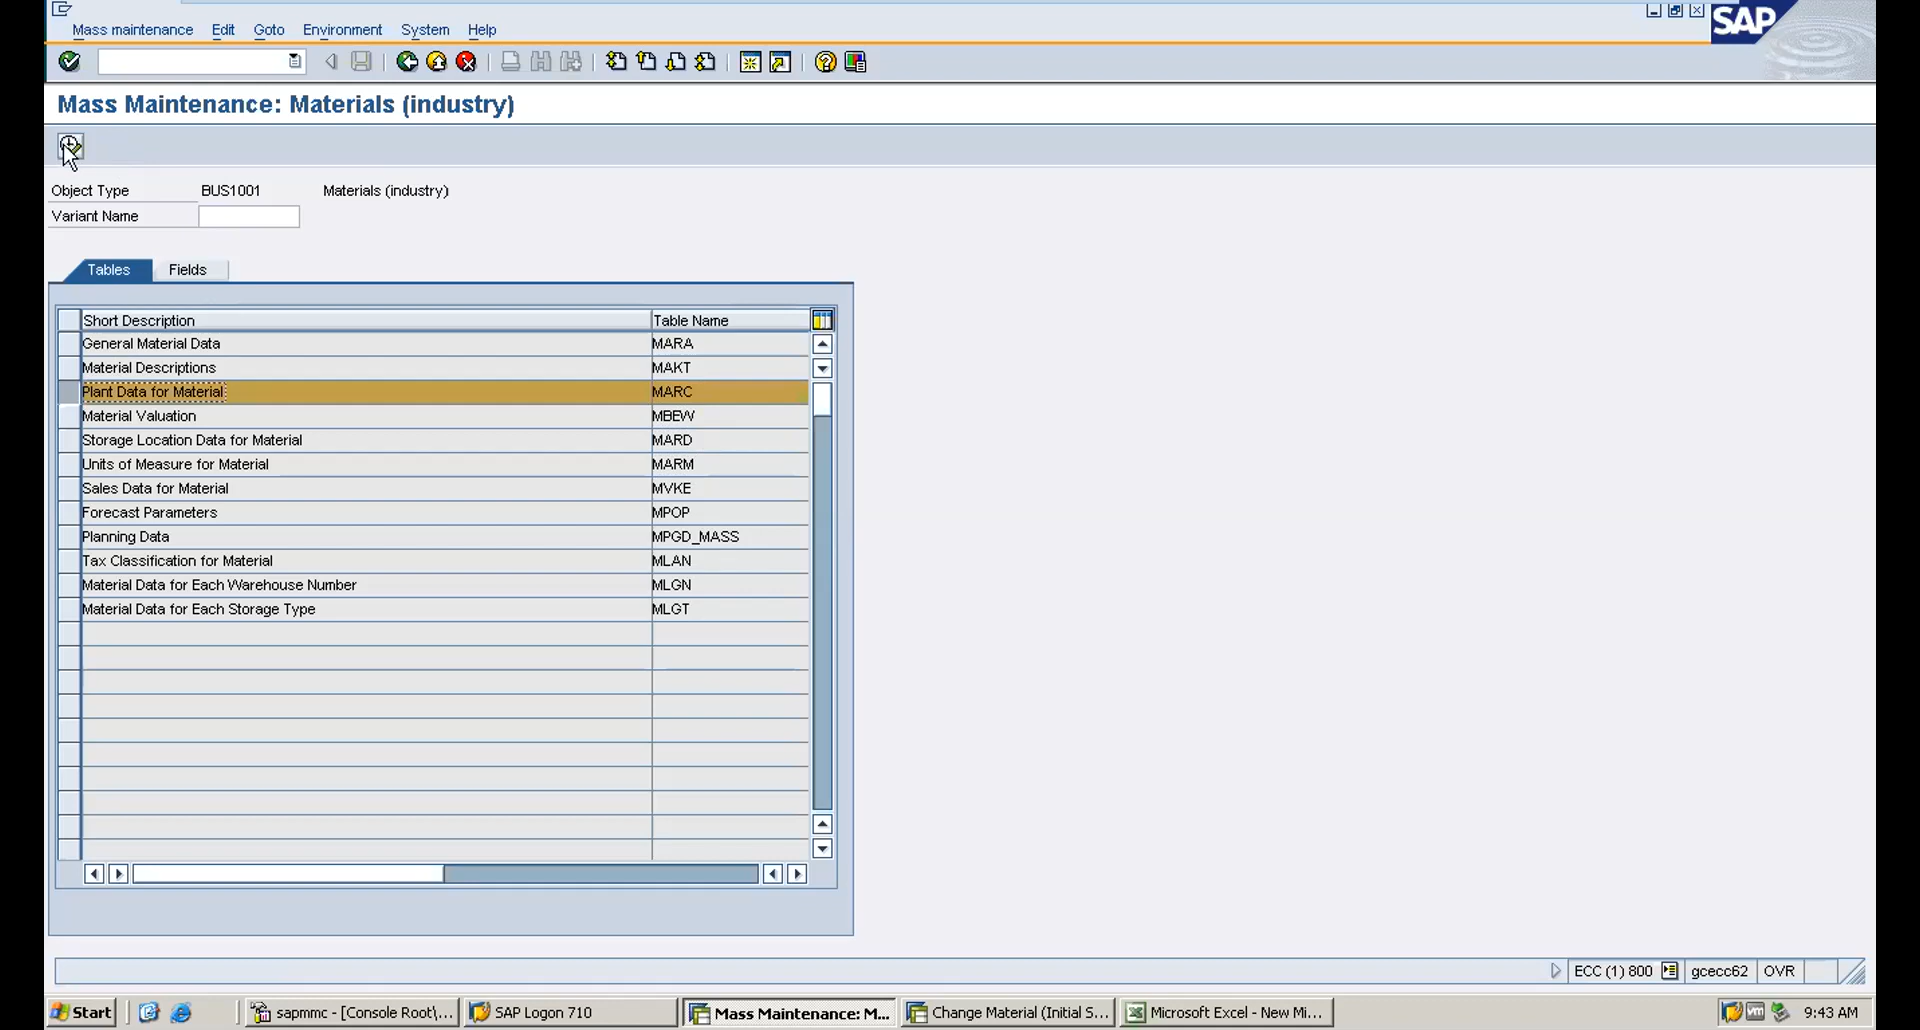 Mass maintenance Edit Goto Environment System Help
SAP
Mass Maintenance: Materials (industry)
Object Type BUS1001 Materials (industry)
Variant Name
Tables Fields
Short Description Table Name
General Material Data MARA
Material Descriptions MAKT
Plant Data for Material MARC
Material Valuation MBEW
Storage Location Data for Material MARD
Units of Measure for Material MARM
Sales Data for Material MVKE
Forecast Parameters MPOP
Planning Data MPGD_MASS
Tax Classification for Material MLAN
Material Data for Each Warehouse Number MLGN
Material Data for Each Storage Type MLGT
ECC (1) 800 gcecc62 OVR
Start sapmmc - [Console Root\... SAP Logon 710 Mass Maintenance: M... Change Material (Initial S... Microsoft Excel - New Mi... 9:43 AM